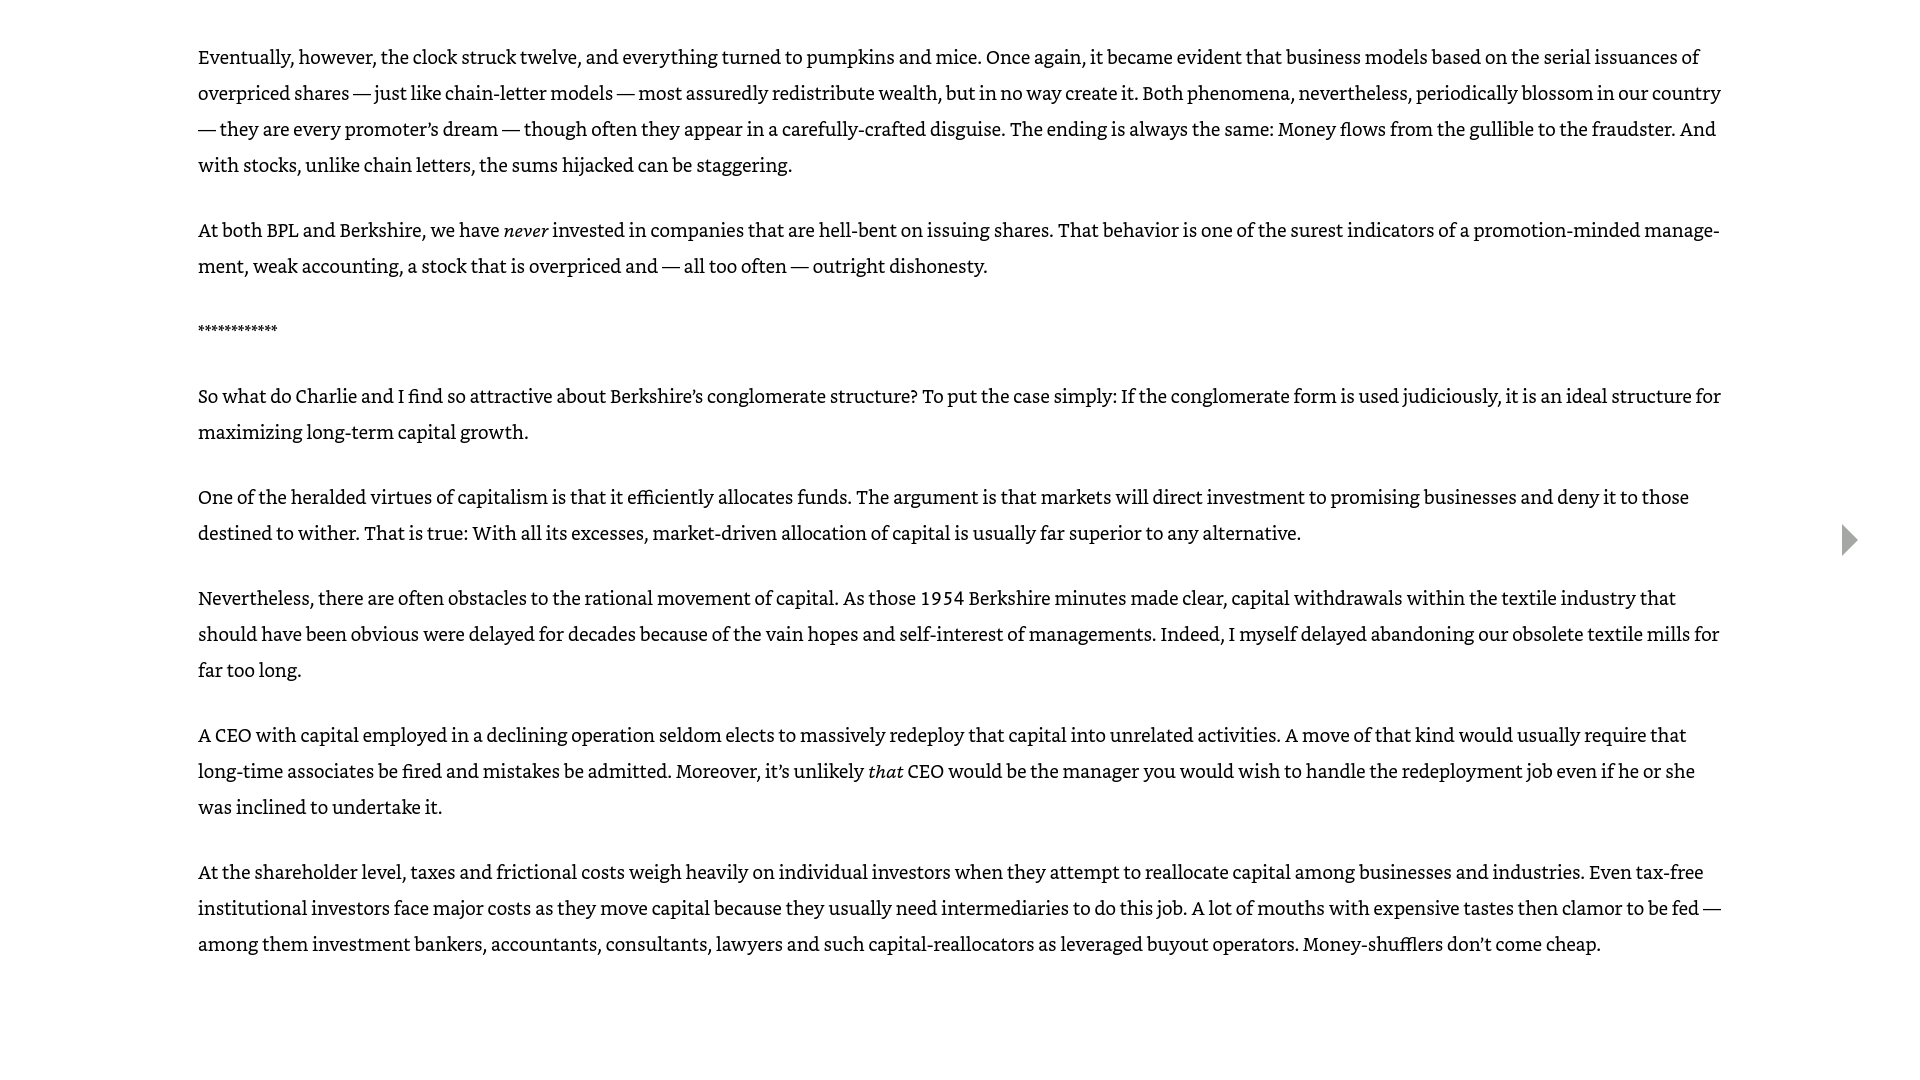 Eventually, however, the clock struck twelve, and everything turned to pumpkins and mice. Once again, it became evident that business models based on the serial issuances of
overpriced shares — just like chain-letter models — most assuredly redistribute wealth, but in no way create it. Both phenomena, nevertheless, periodically blossom in our country
— they are every promoter’s dream — though often they appear in a carefully-crafted disguise. The ending is always the same: Money flows from the gullible to the fraudster. And
with stocks, unlike chain letters, the sums hijacked can be staggering.
At both BPL and Berkshire, we have never invested in companies that are hell-bent on issuing shares. That behavior is one of the surest indicators of a promotion-minded manage-
ment, weak accounting, a stock that is overpriced and — all too often — outright dishonesty.
************
So what do Charlie and I find so attractive about Berkshire’s conglomerate structure? To put the case simply: If the conglomerate form is used judiciously, it is an ideal structure for
maximizing long-term capital growth.
One of the heralded virtues of capitalism is that it efficiently allocates funds. The argument is that markets will direct investment to promising businesses and deny it to those
destined to wither. That is true: With all its excesses, market-driven allocation of capital is usually far superior to any alternative.
Nevertheless, there are often obstacles to the rational movement of capital. As those 1954 Berkshire minutes made clear, capital withdrawals within the textile industry that
should have been obvious were delayed for decades because of the vain hopes and self-interest of managements. Indeed, I myself delayed abandoning our obsolete textile mills for
far too long.
A CEO with capital employed in a declining operation seldom elects to massively redeploy that capital into unrelated activities. A move of that kind would usually require that
long-time associates be fired and mistakes be admitted. Moreover, it’s unlikely that CEO would be the manager you would wish to handle the redeployment job even if he or she
was inclined to undertake it.
At the shareholder level, taxes and frictional costs weigh heavily on individual investors when they attempt to reallocate capital among businesses and industries. Even tax-free
institutional investors face major costs as they move capital because they usually need intermediaries to do this job. A lot of mouths with expensive tastes then clamor to be fed —
among them investment bankers, accountants, consultants, lawyers and such capital-reallocators as leveraged buyout operators. Money-shufflers don’t come cheap.